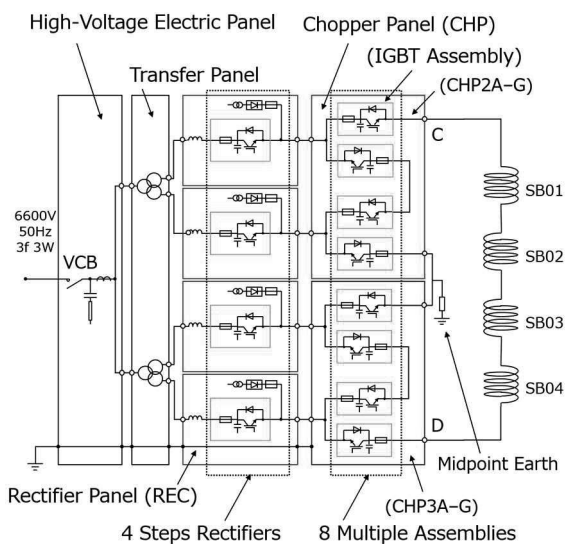 High-Voltage Electric Panel
Chopper Panel (CHP)
(IGBT Assembly)
Transfer Panel
(CHP2A–G)
C
SB01
6600V
50Hz
3f 3W
VCB
SB02
SB03
SB04
D
Midpoint Earth
Rectifier Panel (REC)
(CHP3A–G)
4 Steps Rectifiers
8 Multiple Assemblies